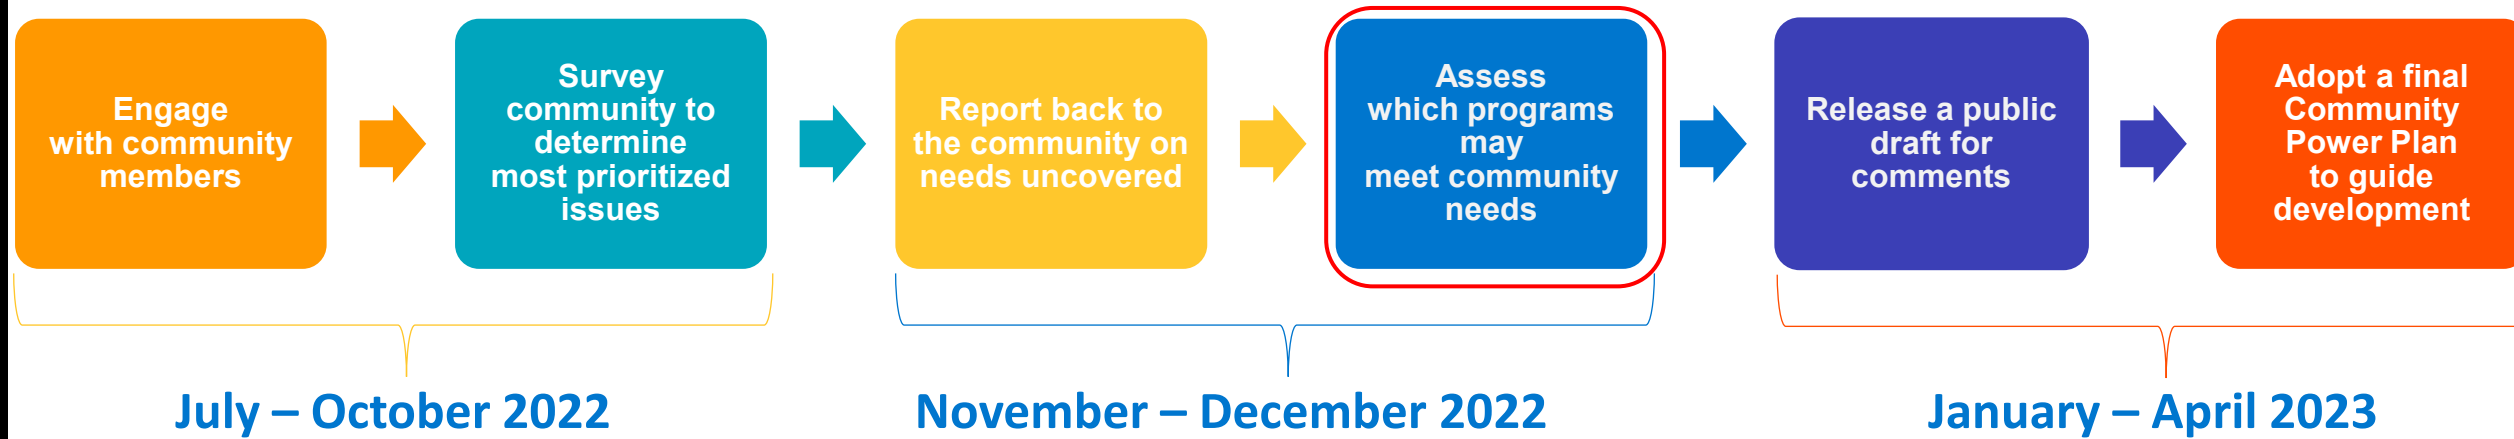 Engage
with community
members
Survey
community to
determine
most prioritized
issues
Report back to
the community on
needs uncovered
Assess
which programs
may
meet community
needs
Release a public
draft for
comments
Adopt a final
Community
Power Plan
to guide
development
July – October 2022
November – December 2022
January – April 2023